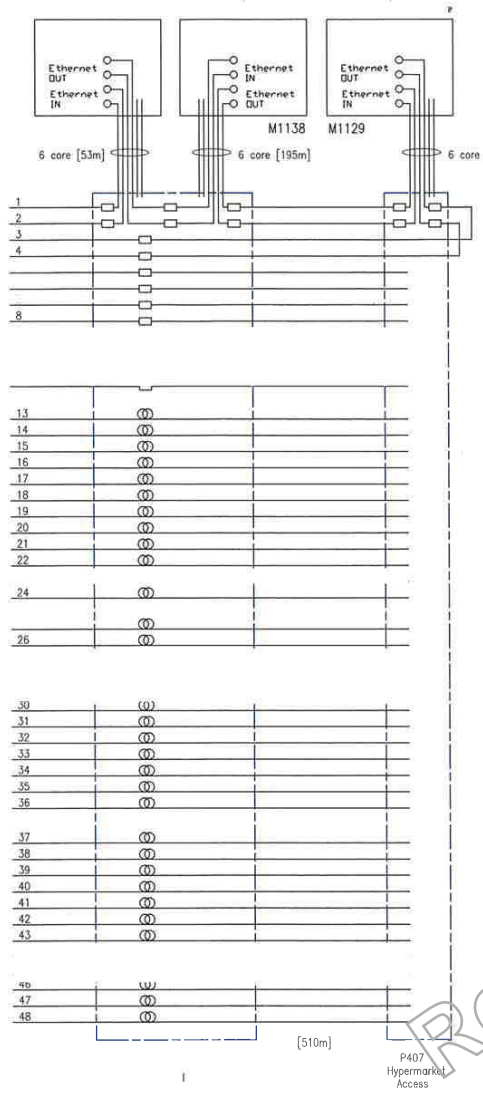 Ethernet
OUT
Ethernet
IN
Ethernet
IN
Ethernet
OUT
Ethernet
OUT
Ethernet
IN
M1138
M1129
6 core [53m]
6 core [195m]
6 core
1
2
3
4
8
13
14
15
16
17
18
19
20
21
22
24
26
30
31
32
33
34
35
36
37
38
39
40
41
42
43
46
47
48
[510m]
P407
Hypermarket
Access